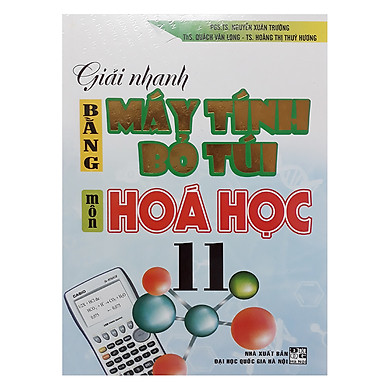 PGS.TS. NGUYỄN XUÂN TRƯỜNG
ThS. QUÁCH VĂN LONG - TS. HOÀNG THỊ THUỲ HƯƠNG
Giải nhanh
BẰNG
MÁY TÍNH
BỎ TÚI
môn
HOÁ HỌC
11
CASIO
NHÀ XUẤT BẢN
ĐẠI HỌC QUỐC GIA HÀ NỘI